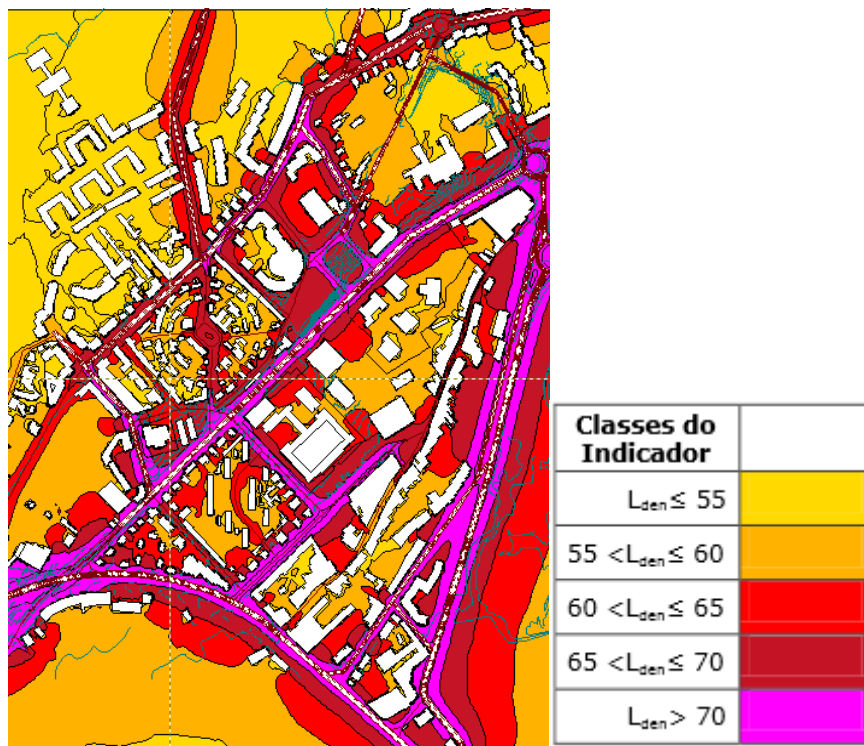 Classes do
Indicador
Lden ≤ 55
55 <Lden≤ 60
60 <Lden≤ 65
65 <Lden≤ 70
Lden> 70